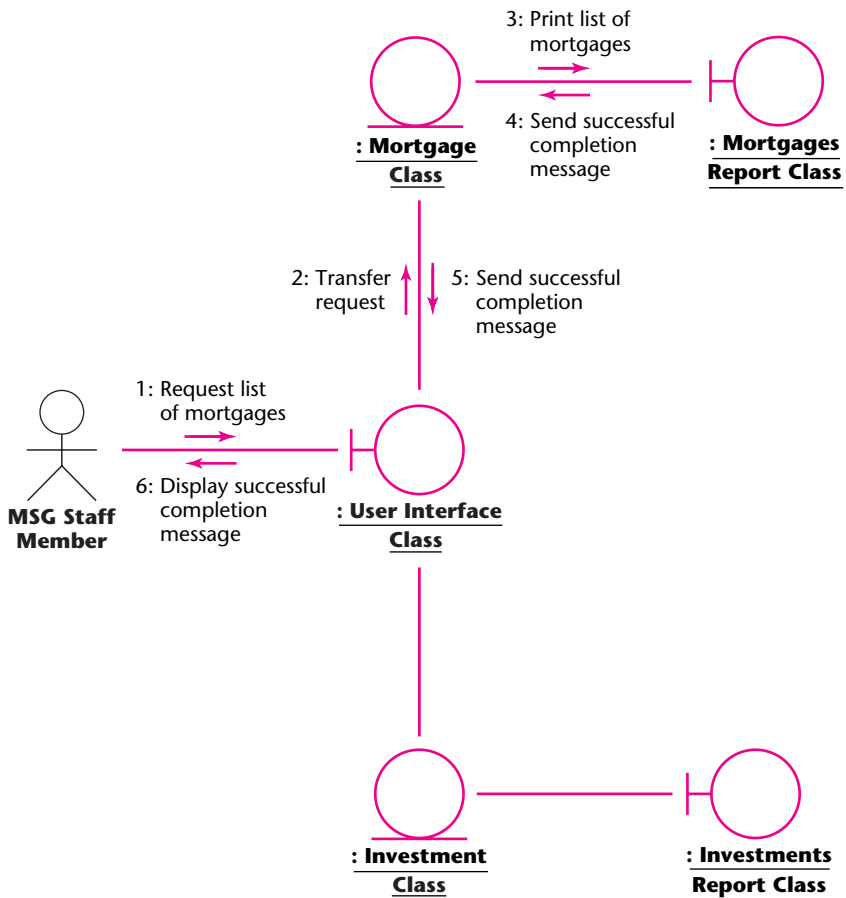 3: Print list of
mortgages
4: Send successful
completion
message
: Mortgage
Class
: Mortgages
Report Class
2: Transfer
request
5: Send successful
completion
message
1: Request list
of mortgages
6: Display successful
completion
message
MSG Staff
Member
: User Interface
Class
: Investment
Class
: Investments
Report Class